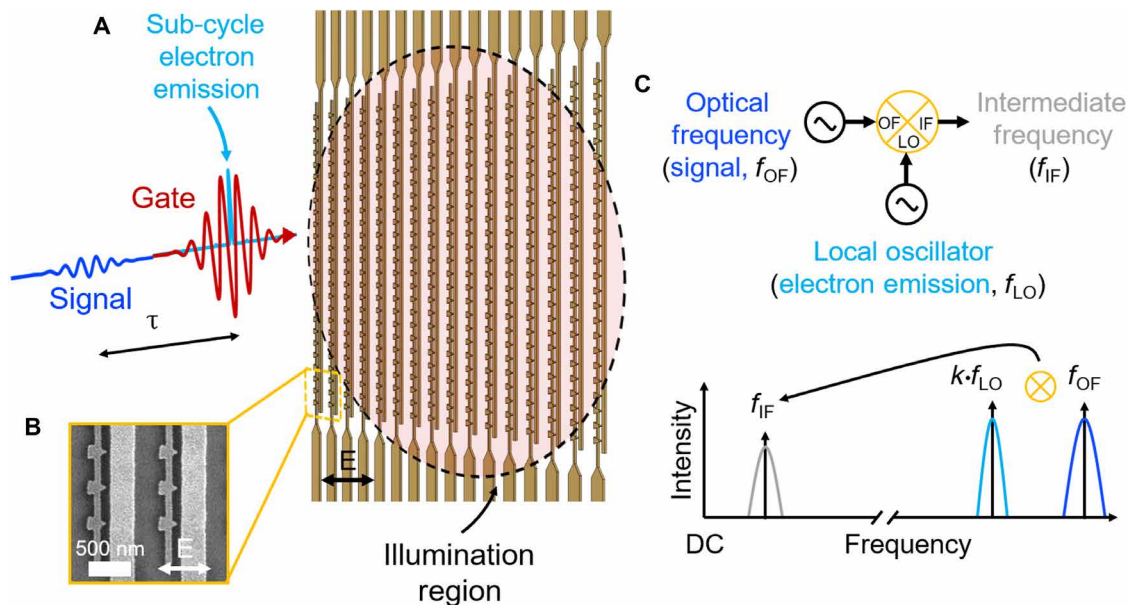 A
Sub-cycle
electron
emission
Gate
Signal
τ
E
Illumination
region
B
500 nm
E
C
Optical
frequency
(signal, fOF)
OF
IF
LO
Intermediate
frequency
(fIF)
Local oscillator
(electron emission, fLO)
Intensity
fIF
k·fLO
fOF
DC
Frequency